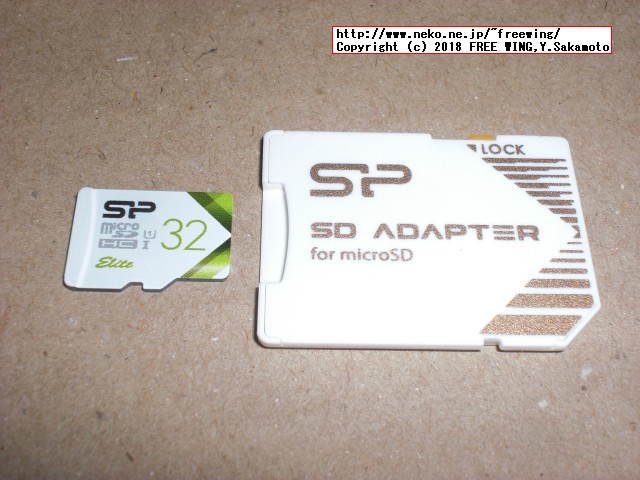 http://www.neko.ne.jp/~freewing/
Copyright (c) 2018 FREE WING,Y.Sakamoto
SP
micro
SD
HC I
U1
32
Elite
LOCK
SP
SD ADAPTER
for microSD